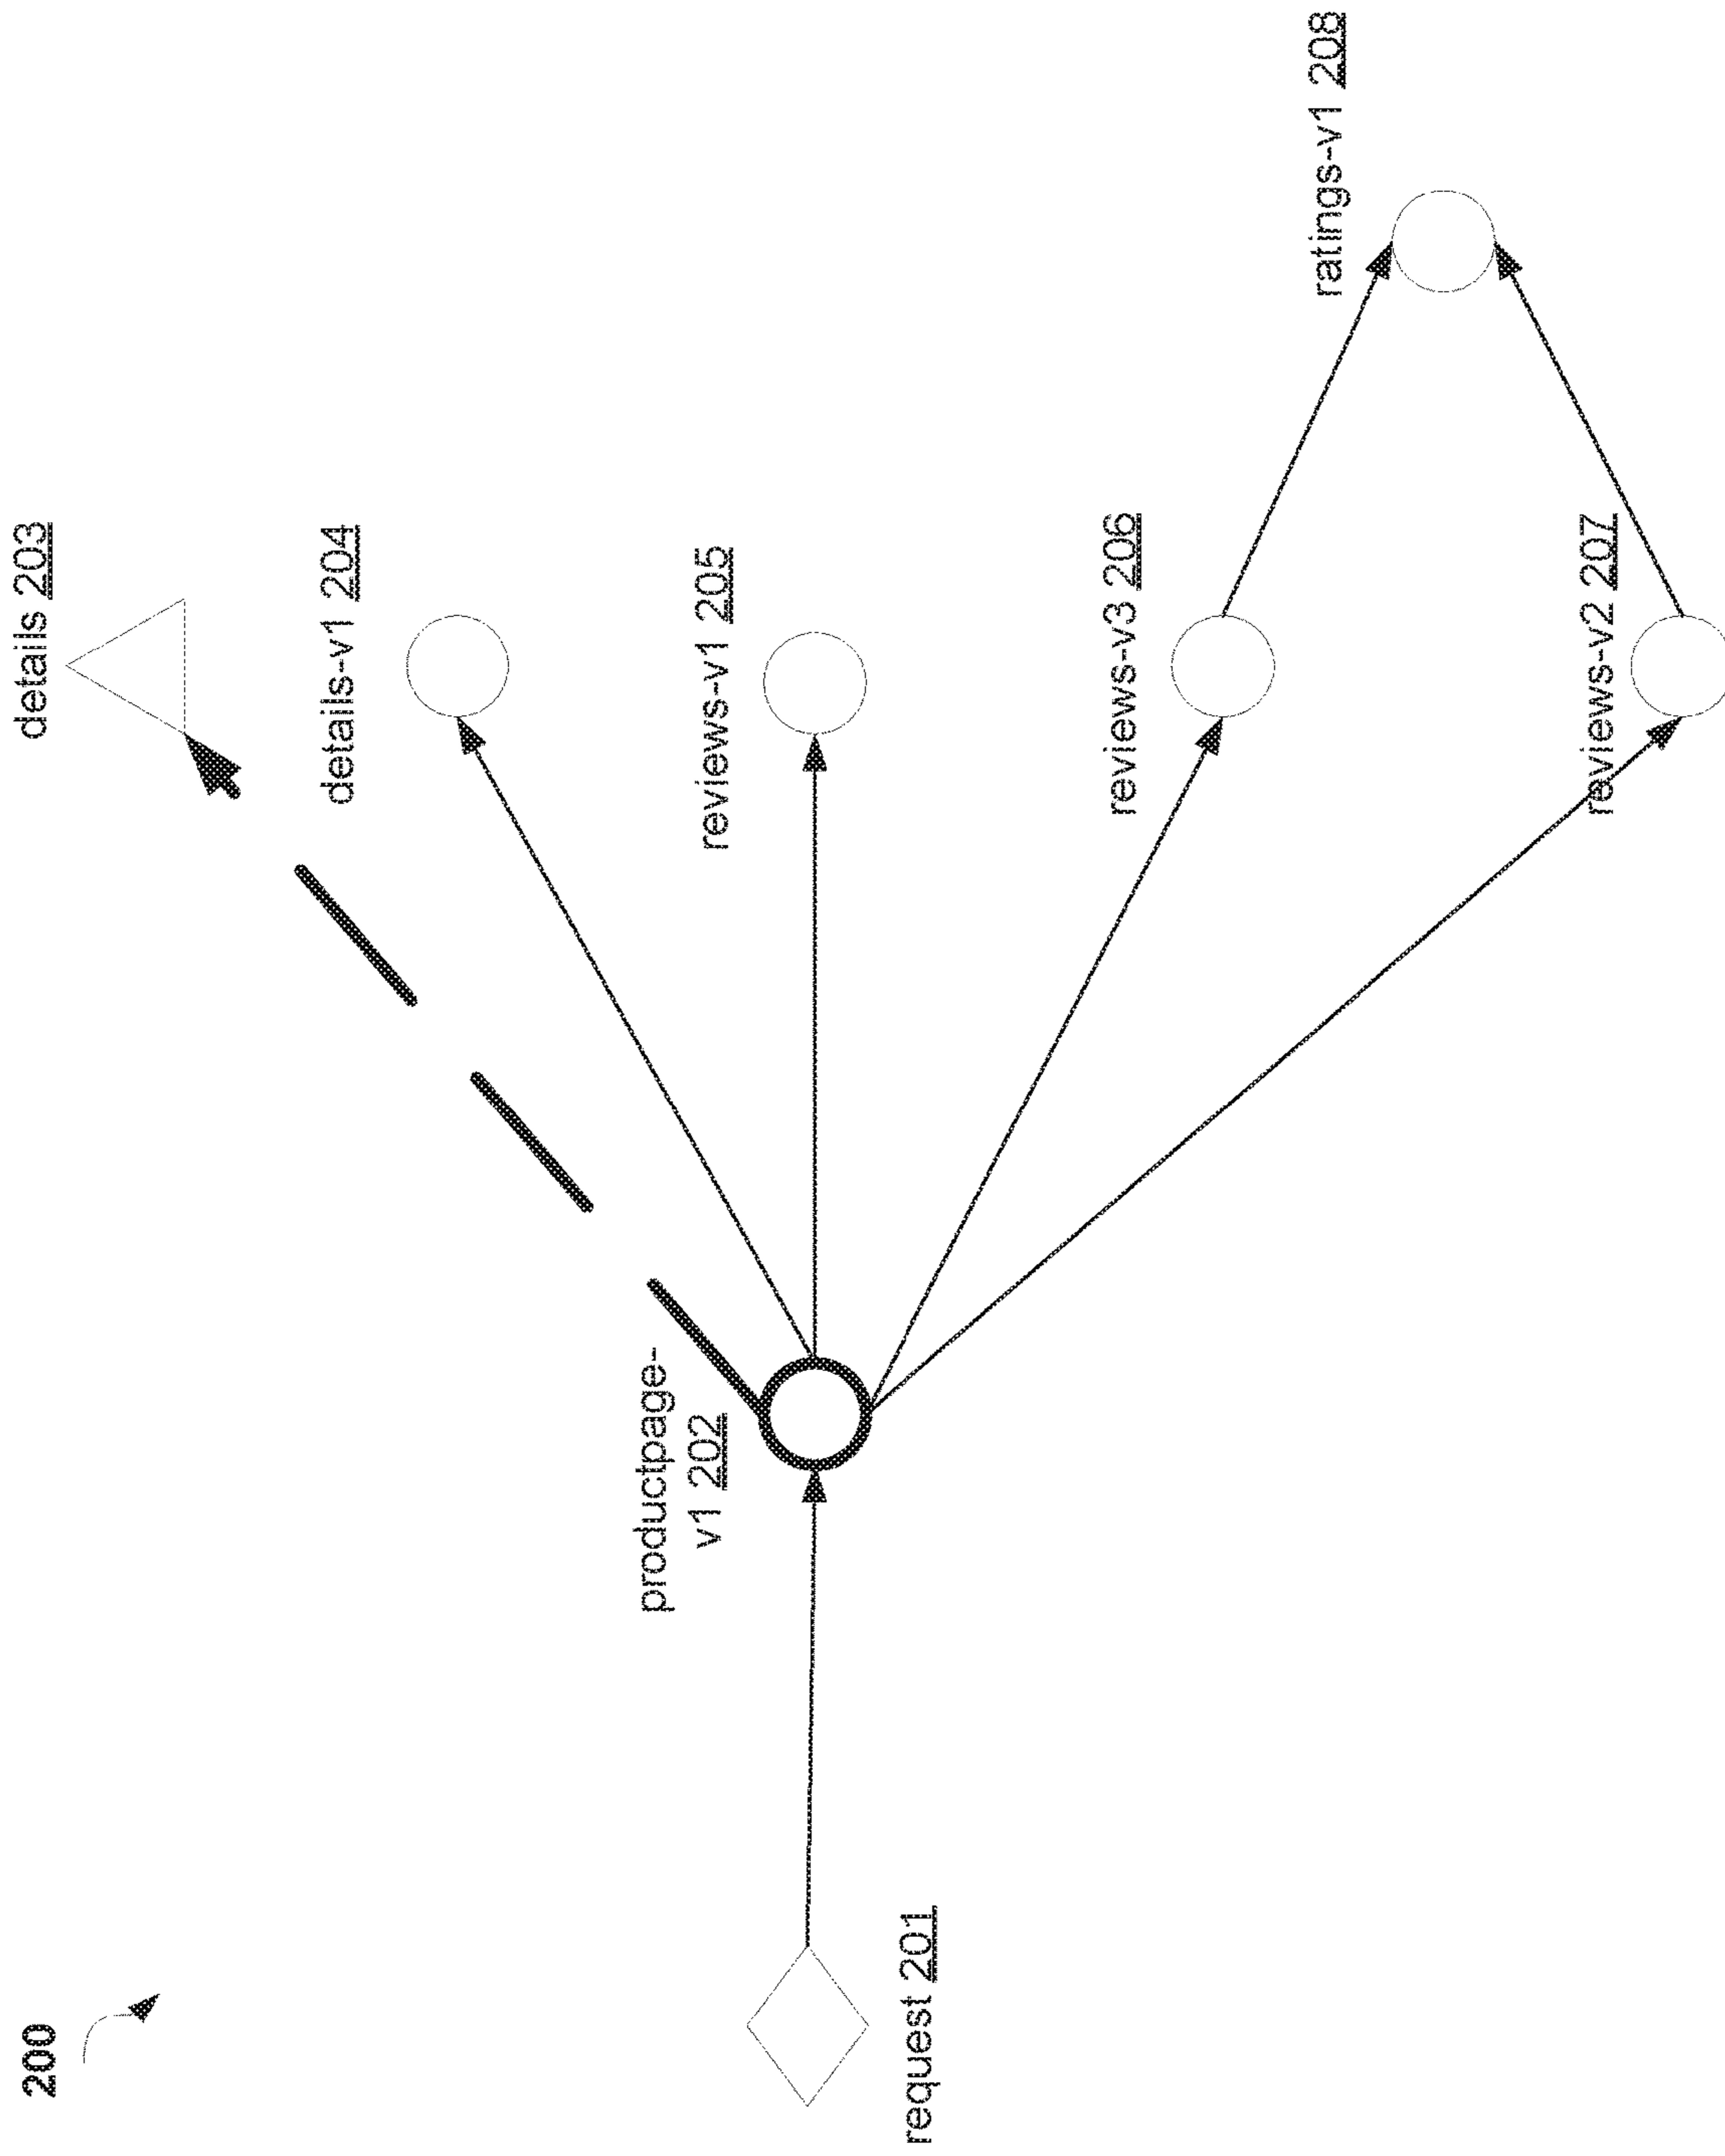 200
details 203
details-v1 204
productpage-
v1 202
reviews-v1 205
request 201
reviews-v3 206
ratings-v1 208
reviews-v2 207